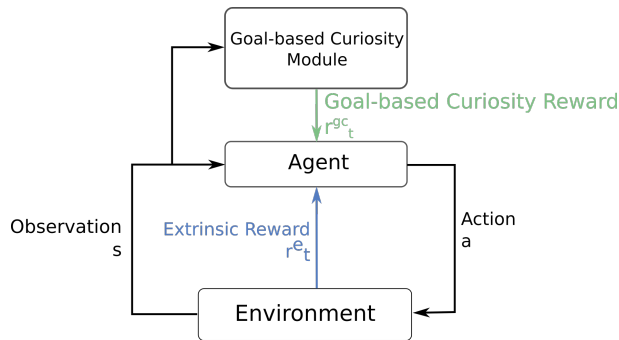 Goal-based Curiosity
Module
Goal-based Curiosity Reward
r^gc_t
Agent
Observation
s
Extrinsic Reward
r^e_t
Action
a
Environment